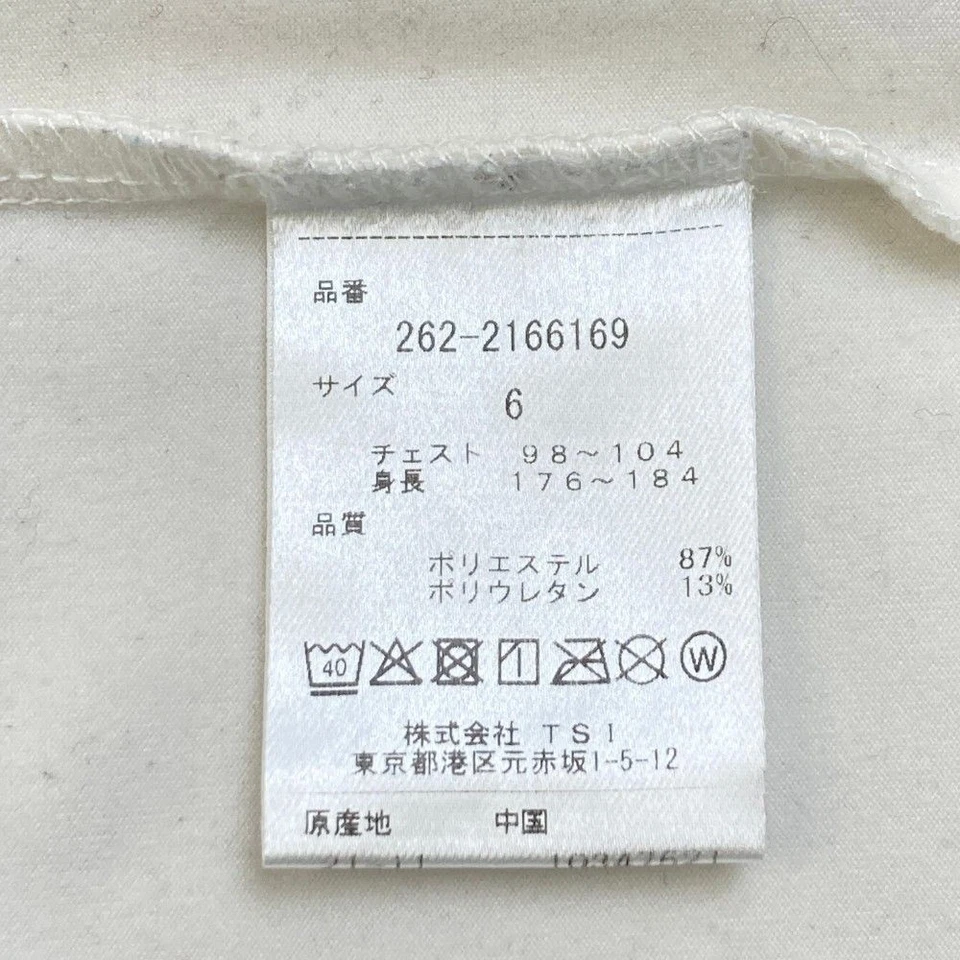 品番
262-2166169
サイズ
6
チェスト 98～104
身長 176～184
品質
ポリエステル 87%
ポリウレタン 13%
40 W
株式会社 TSI
東京都港区元赤坂1-5-12
原産地 中国